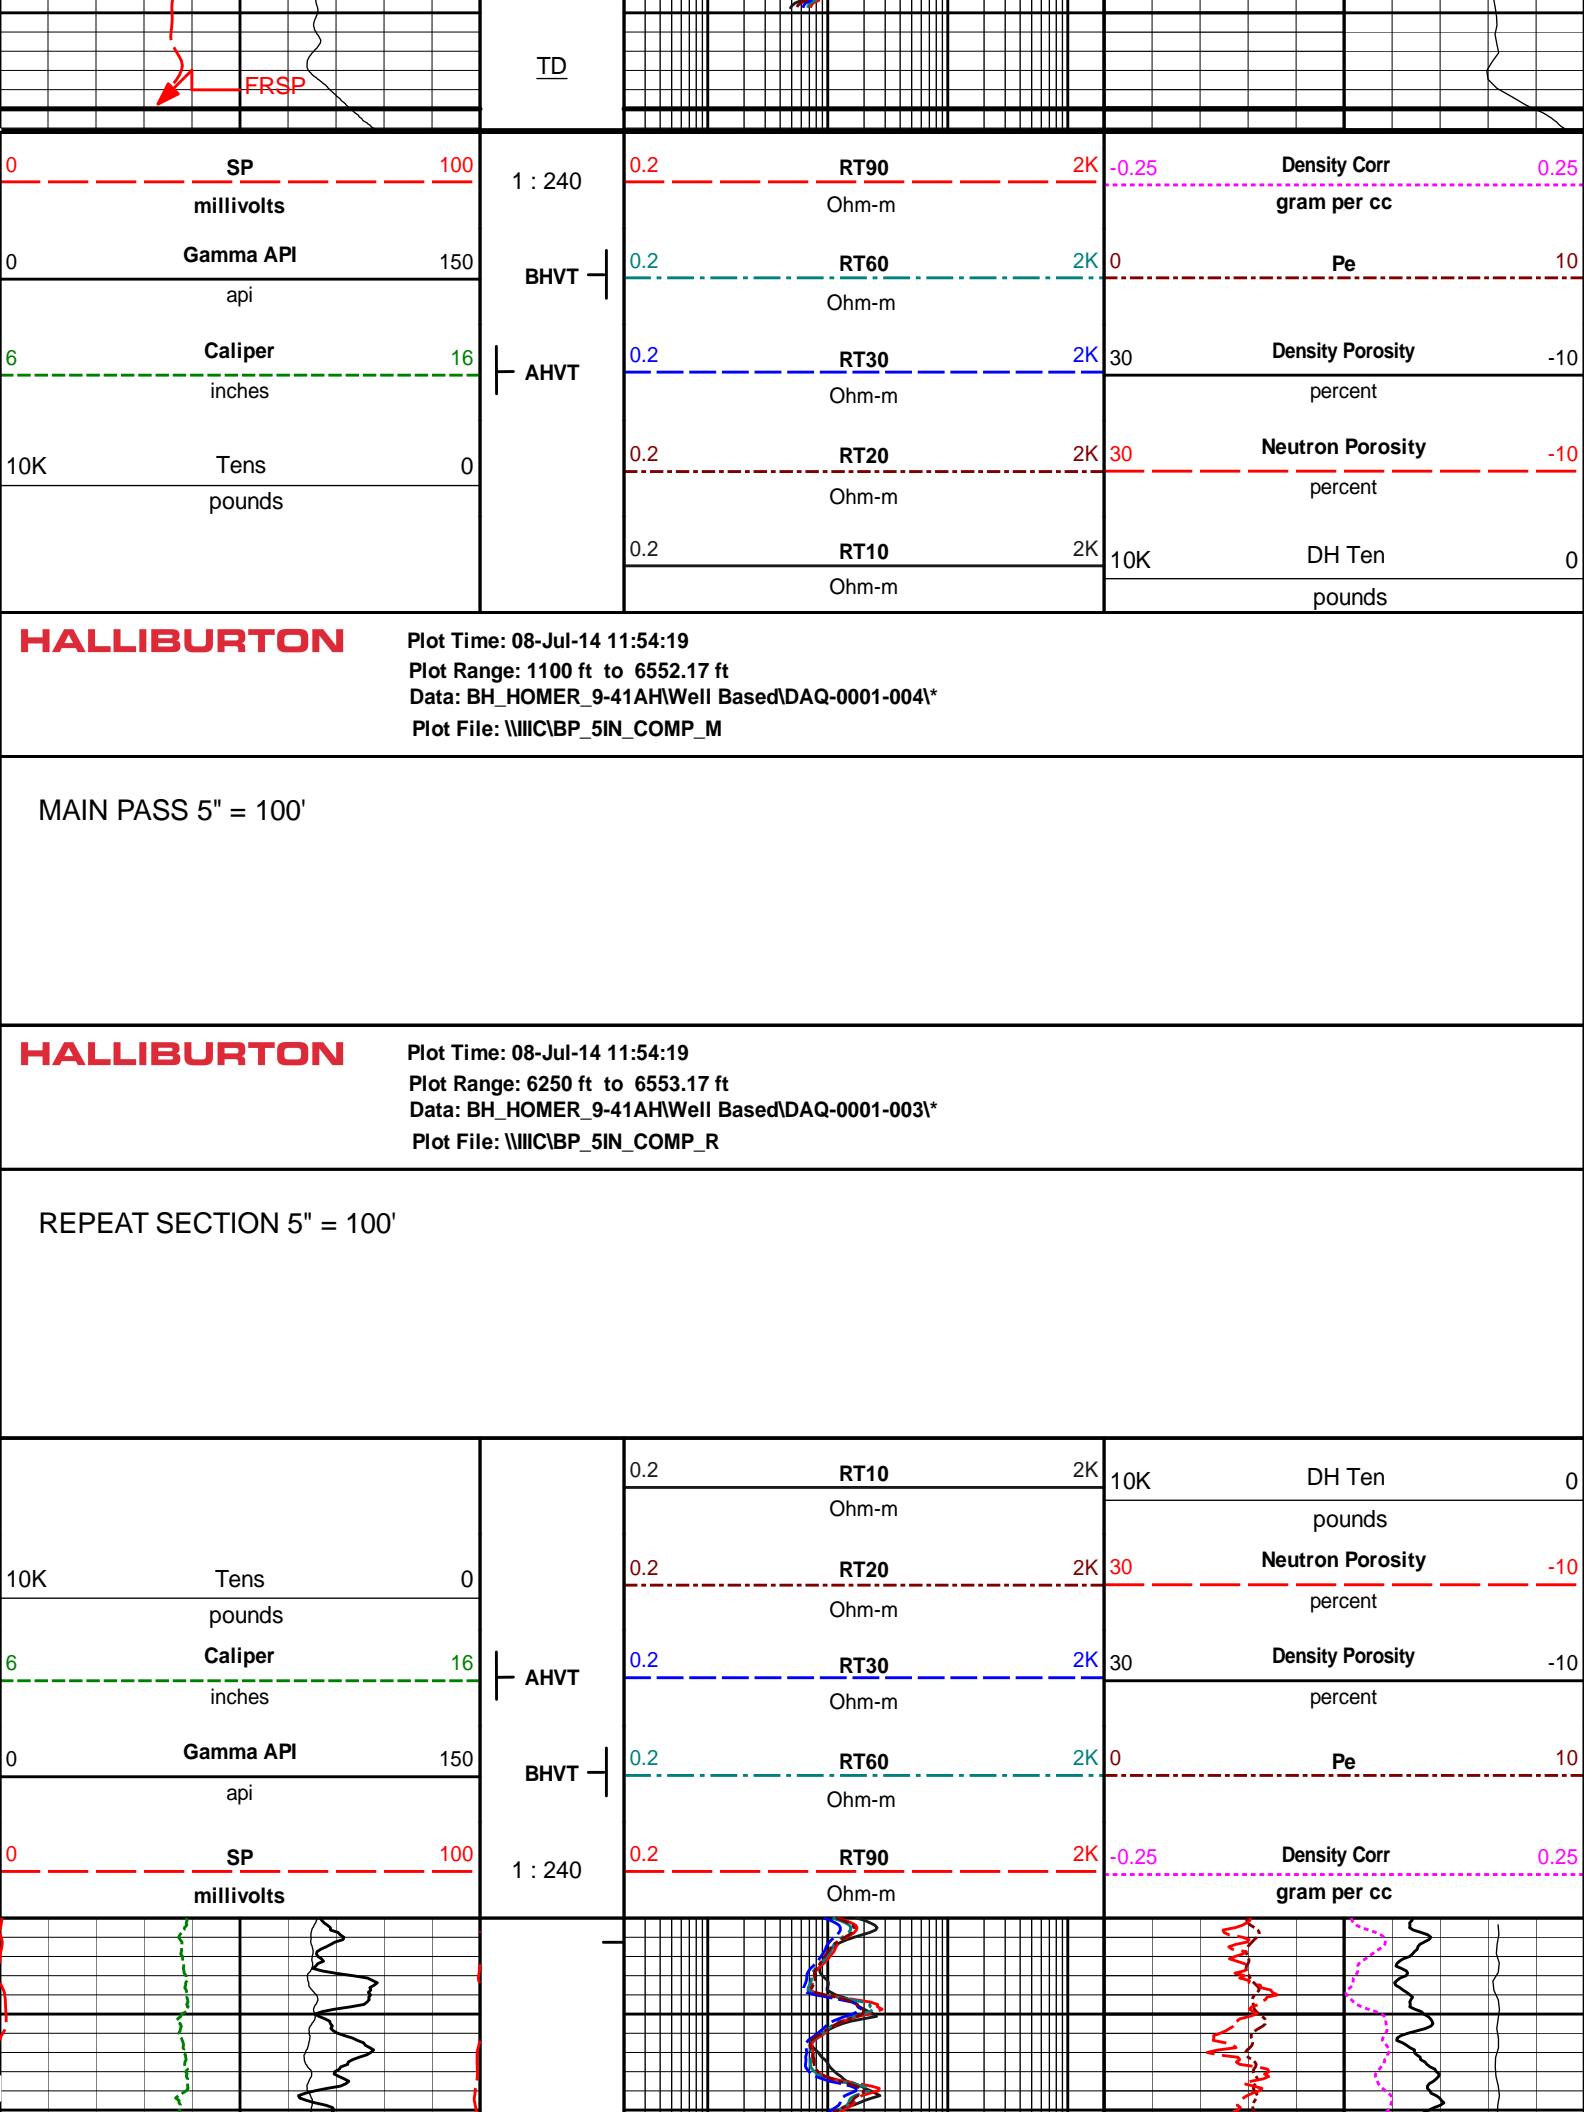 TD
FRSP
0 SP 100
millivolts
0 Gamma API 150
api
6 Caliper 16
inches
10K Tens 0
pounds
1 : 240
BHVT
AHVT
0.2 RT90 2K
Ohm-m
0.2 RT60 2K
Ohm-m
0.2 RT30 2K
Ohm-m
0.2 RT20 2K
Ohm-m
0.2 RT10 2K
Ohm-m
-0.25 Density Corr 0.25
gram per cc
0 Pe 10
30 Density Porosity -10
percent
30 Neutron Porosity -10
percent
10K DH Ten 0
pounds
HALLIBURTON
Plot Time: 08-Jul-14 11:54:19
Plot Range: 1100 ft to 6552.17 ft
Data: BH_HOMER_9-41AH\Well Based\DAQ-0001-004\*
Plot File: \\IIIC\BP_5IN_COMP_M
MAIN PASS 5" = 100'
HALLIBURTON
Plot Time: 08-Jul-14 11:54:19
Plot Range: 6250 ft to 6553.17 ft
Data: BH_HOMER_9-41AH\Well Based\DAQ-0001-003\*
Plot File: \\IIIC\BP_5IN_COMP_R
REPEAT SECTION 5" = 100'
10K Tens 0
pounds
6 Caliper 16
inches
0 Gamma API 150
api
0 SP 100
millivolts
AHVT
BHVT
1 : 240
0.2 RT10 2K
Ohm-m
0.2 RT20 2K
Ohm-m
0.2 RT30 2K
Ohm-m
0.2 RT60 2K
Ohm-m
0.2 RT90 2K
Ohm-m
10K DH Ten 0
pounds
30 Neutron Porosity -10
percent
30 Density Porosity -10
percent
0 Pe 10
-0.25 Density Corr 0.25
gram per cc